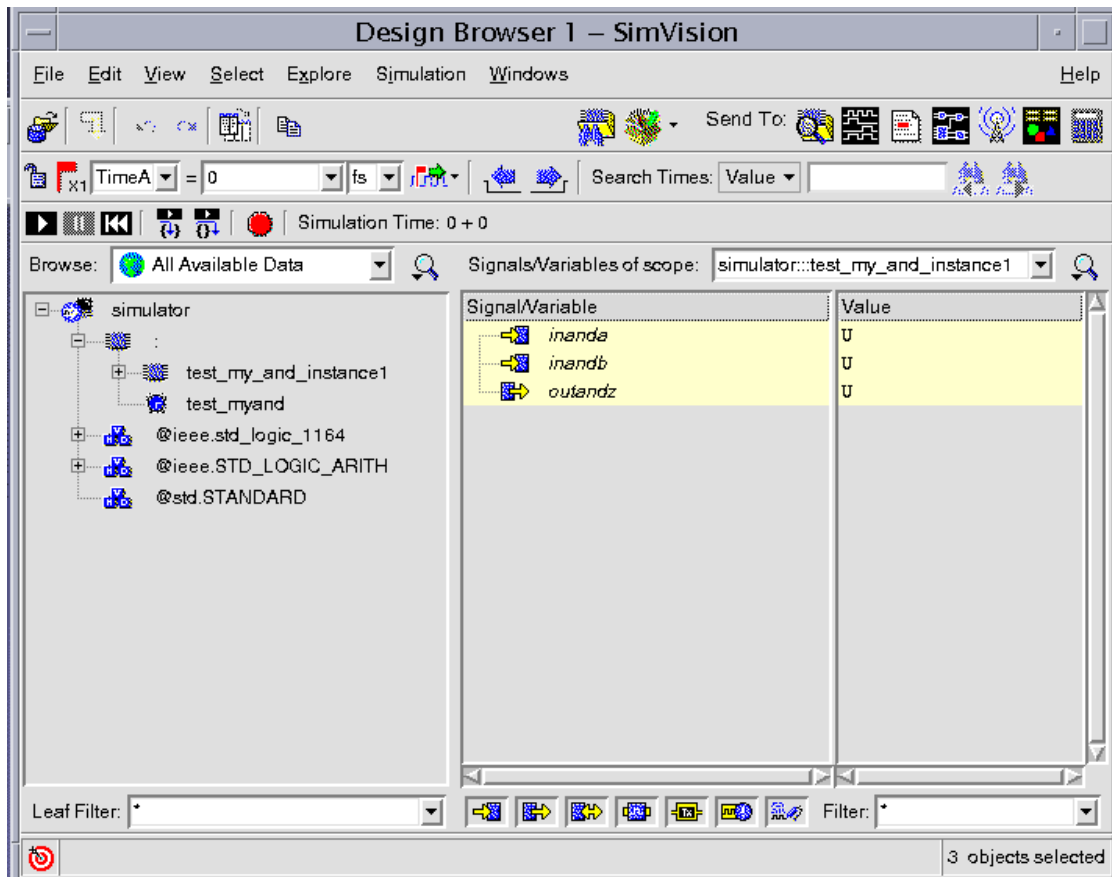 Design Browser 1 – SimVision
File Edit View Select Explore Simulation Windows Help
Send To:
X1 TimeA = 0 fs Search Times: Value
Simulation Time: 0 + 0
Browse: All Available Data Signals/Variables of scope: simulator:::test_my_and_instance1
simulator Signal/Variable Value
: inanda U
test_my_and_instance1 inandb U
test_myand outandz U
@ieee.std_logic_1164
@ieee.STD_LOGIC_ARITH
@std.STANDARD
Leaf Filter: * Filter: *
3 objects selected